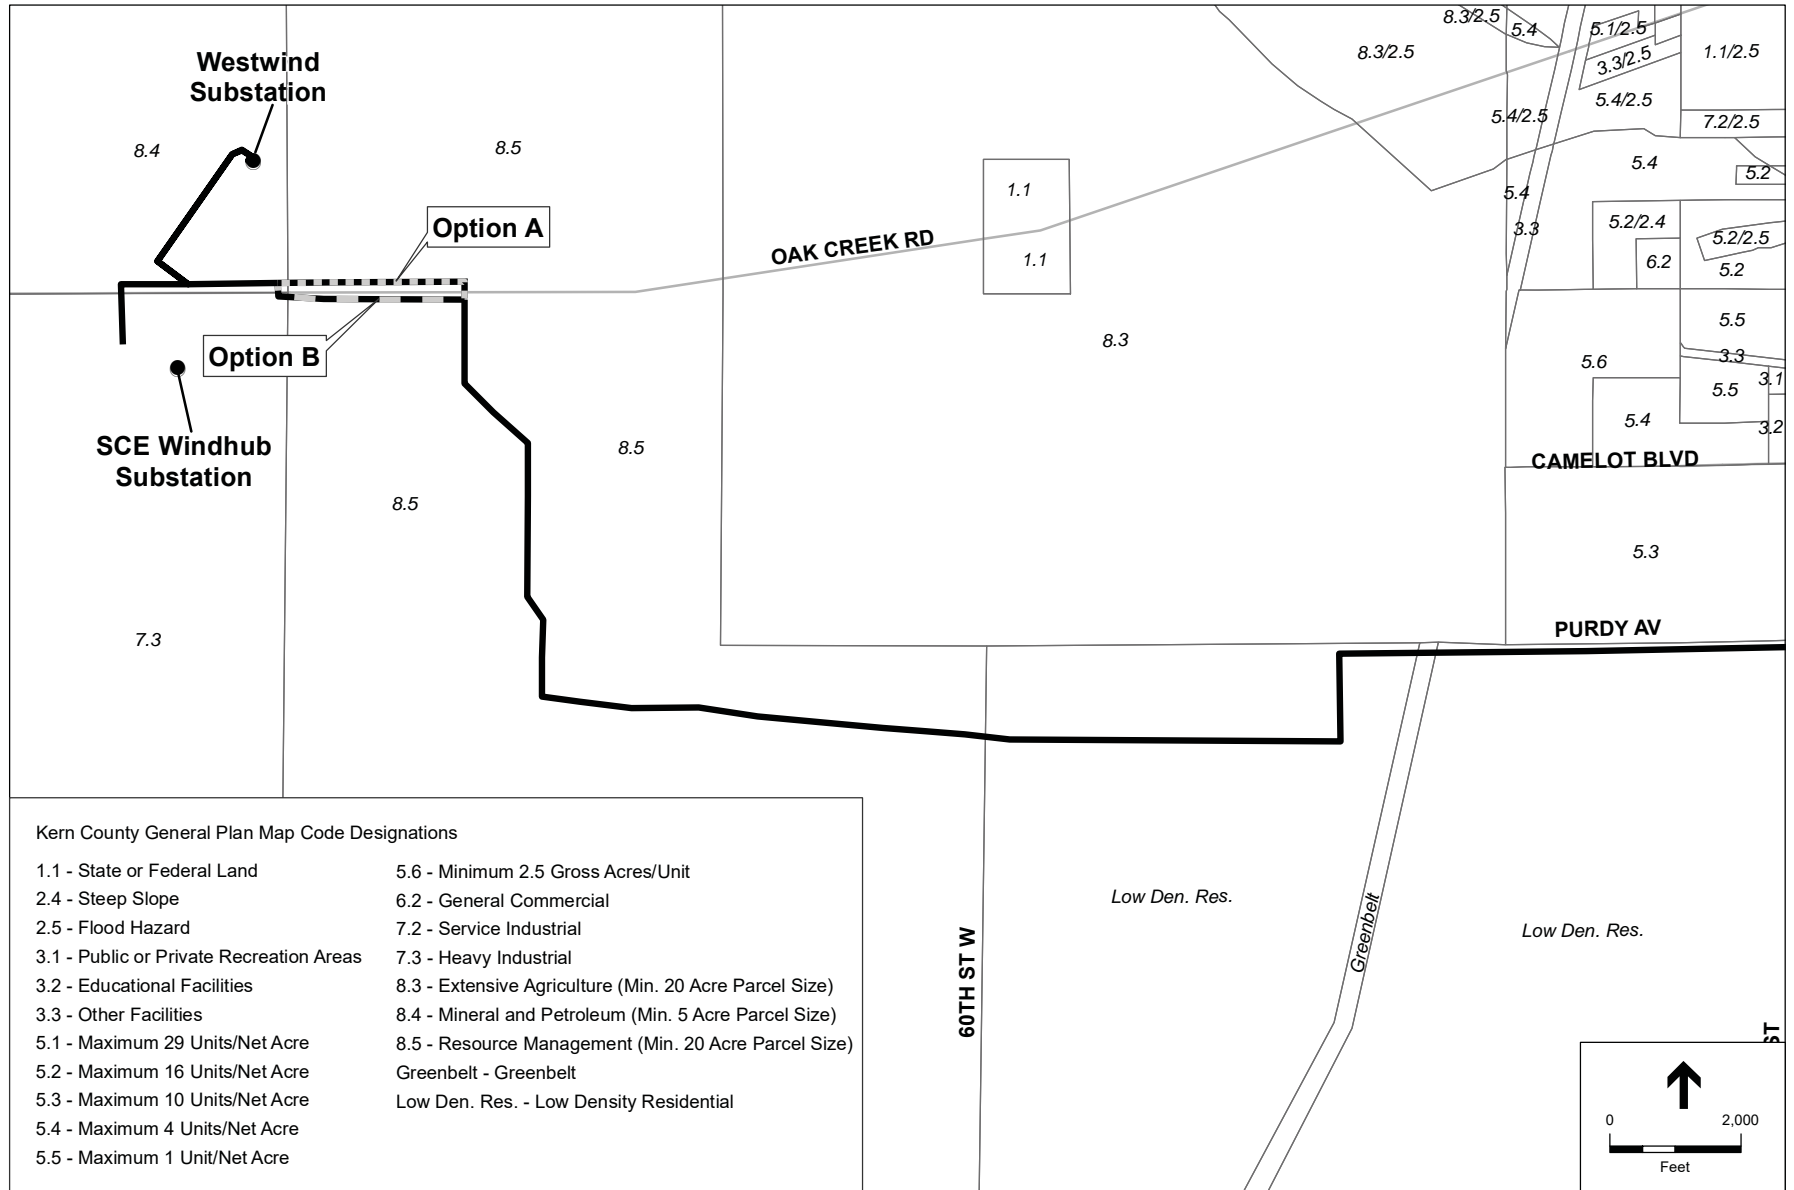 8.3/2.5
5.4
5.1/2.5
8.3/2.5
3.3/2.5
1.1/2.5
Westwind
Substation
5.4/2.5
5.4/2.5
7.2/2.5
8.4
8.5
5.4
5.2
1.1
5.4
5.2/2.4
Option A
3.3
5.2/2.5
OAK CREEK RD
1.1
6.2
5.2
5.5
8.3
Option B
5.6
3.3
3.1
5.5
5.4
3.2
SCE Windhub
Substation
8.5
CAMELOT BLVD
8.5
5.3
7.3
PURDY AV
Low Den. Res.
Greenbelt
Low Den. Res.
60TH ST W
ST
Kern County General Plan Map Code Designations
1.1 - State or Federal Land
2.4 - Steep Slope
2.5 - Flood Hazard
3.1 - Public or Private Recreation Areas
3.2 - Educational Facilities
3.3 - Other Facilities
5.1 - Maximum 29 Units/Net Acre
5.2 - Maximum 16 Units/Net Acre
5.3 - Maximum 10 Units/Net Acre
5.4 - Maximum 4 Units/Net Acre
5.5 - Maximum 1 Unit/Net Acre
5.6 - Minimum 2.5 Gross Acres/Unit
6.2 - General Commercial
7.2 - Service Industrial
7.3 - Heavy Industrial
8.3 - Extensive Agriculture (Min. 20 Acre Parcel Size)
8.4 - Mineral and Petroleum (Min. 5 Acre Parcel Size)
8.5 - Resource Management (Min. 20 Acre Parcel Size)
Greenbelt - Greenbelt
Low Den. Res. - Low Density Residential
0
2,000
Feet